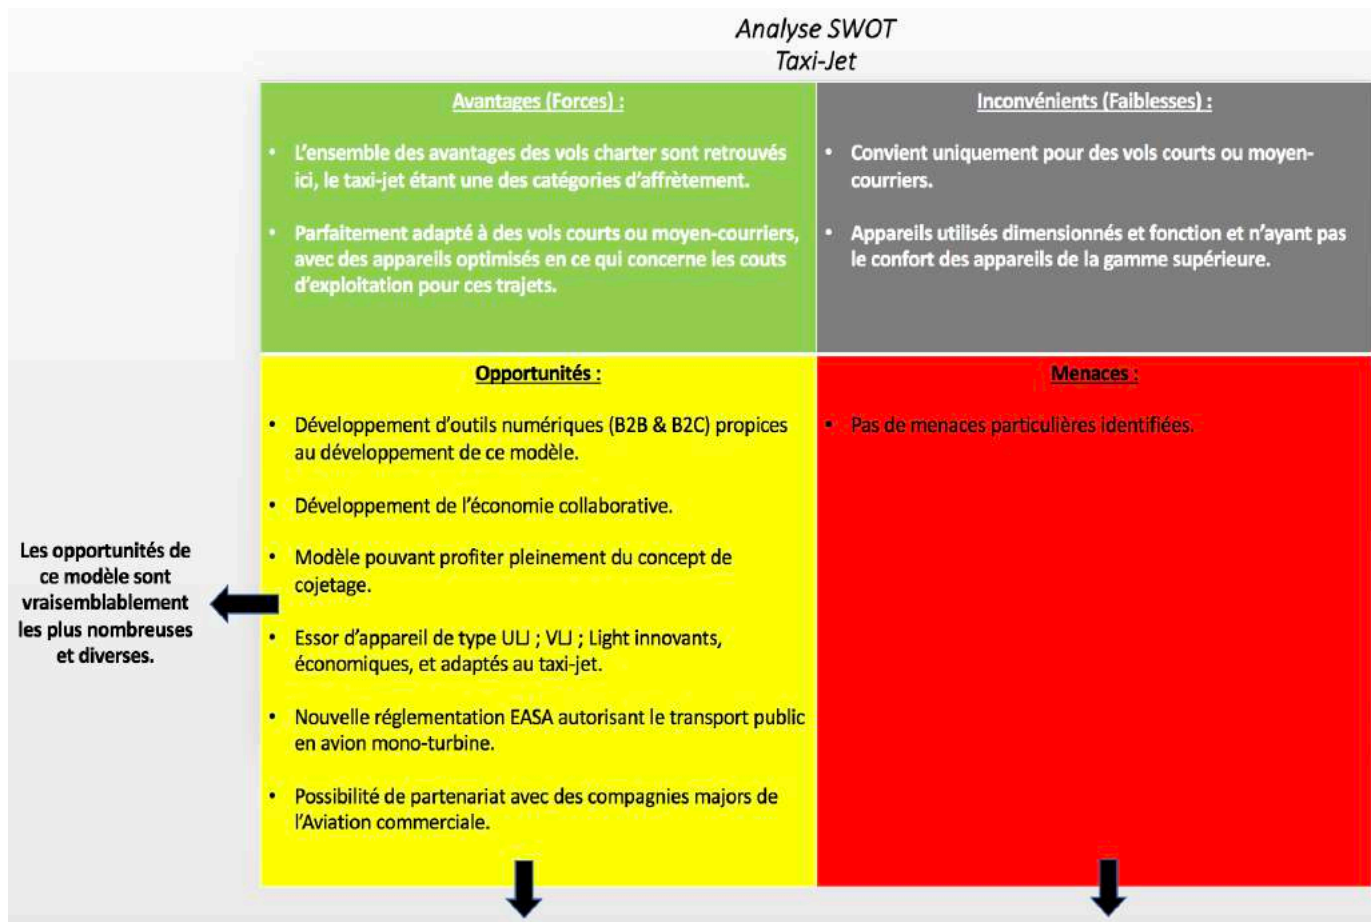 Analyse SWOT
Taxi-Jet
Avantages (Forces) :
• L'ensemble des avantages des vols charter sont retrouvés
ici, le taxi-jet étant une des catégories d'affrètement.
• Parfaitement adapté à des vols courts ou moyen-courriers,
avec des appareils optimisés en ce qui concerne les couts
d'exploitation pour ces trajets.
Inconvénients (Faiblesses) :
• Convient uniquement pour des vols courts ou moyen-
courriers.
• Appareils utilisés dimensionnés et fonction et n'ayant pas
le confort des appareils de la gamme supérieure.
Opportunités :
• Développement d'outils numériques (B2B & B2C) propices
au développement de ce modèle.
• Développement de l'économie collaborative.
• Modèle pouvant profiter pleinement du concept de
cojetage.
• Essor d'appareil de type ULJ ; VLJ ; Light innovants,
économiques, et adaptés au taxi-jet.
• Nouvelle réglementation EASA autorisant le transport public
en avion mono-turbine.
• Possibilité de partenariat avec des compagnies majors de
l'Aviation commerciale.
Menaces :
• Pas de menaces particulières identifiées.
Les opportunités de
ce modèle sont
vraisemblablement
les plus nombreuses
et diverses.